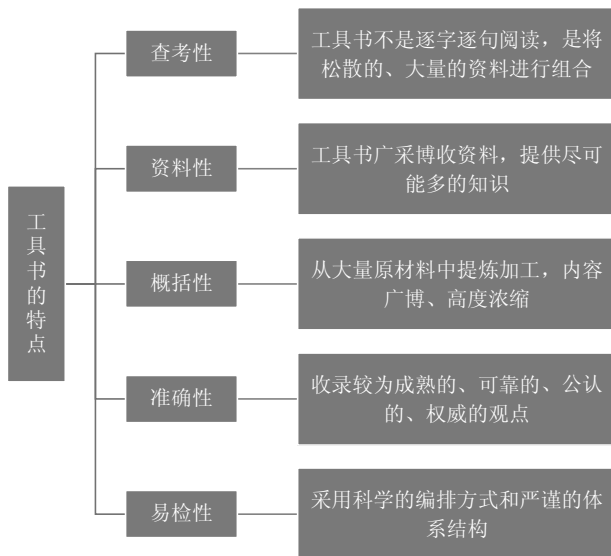 工具书的特点
查考性
工具书不是逐字逐句阅读，是将
松散的、大量的资料进行组合
资料性
工具书广采博收资料，提供尽可
能多的知识
概括性
从大量原材料中提炼加工，内容
广博、高度浓缩
准确性
收录较为成熟的、可靠的、公认
的、权威的观点
易检性
采用科学的编排方式和严谨的体
系结构